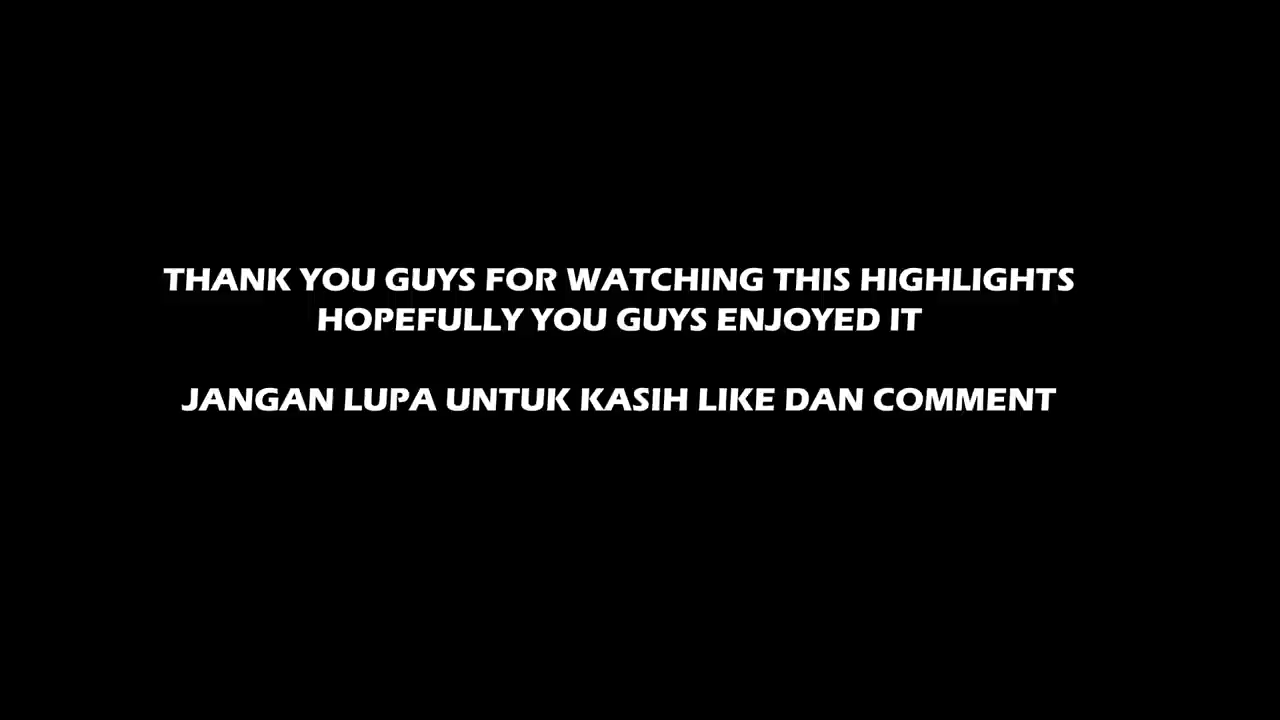 THANK YOU GUYS FOR WATCHING THIS HIGHLIGHTS
HOPEFULLY YOU GUYS ENJOYED IT
JANGAN LUPA UNTUK KASIH LIKE DAN COMMENT